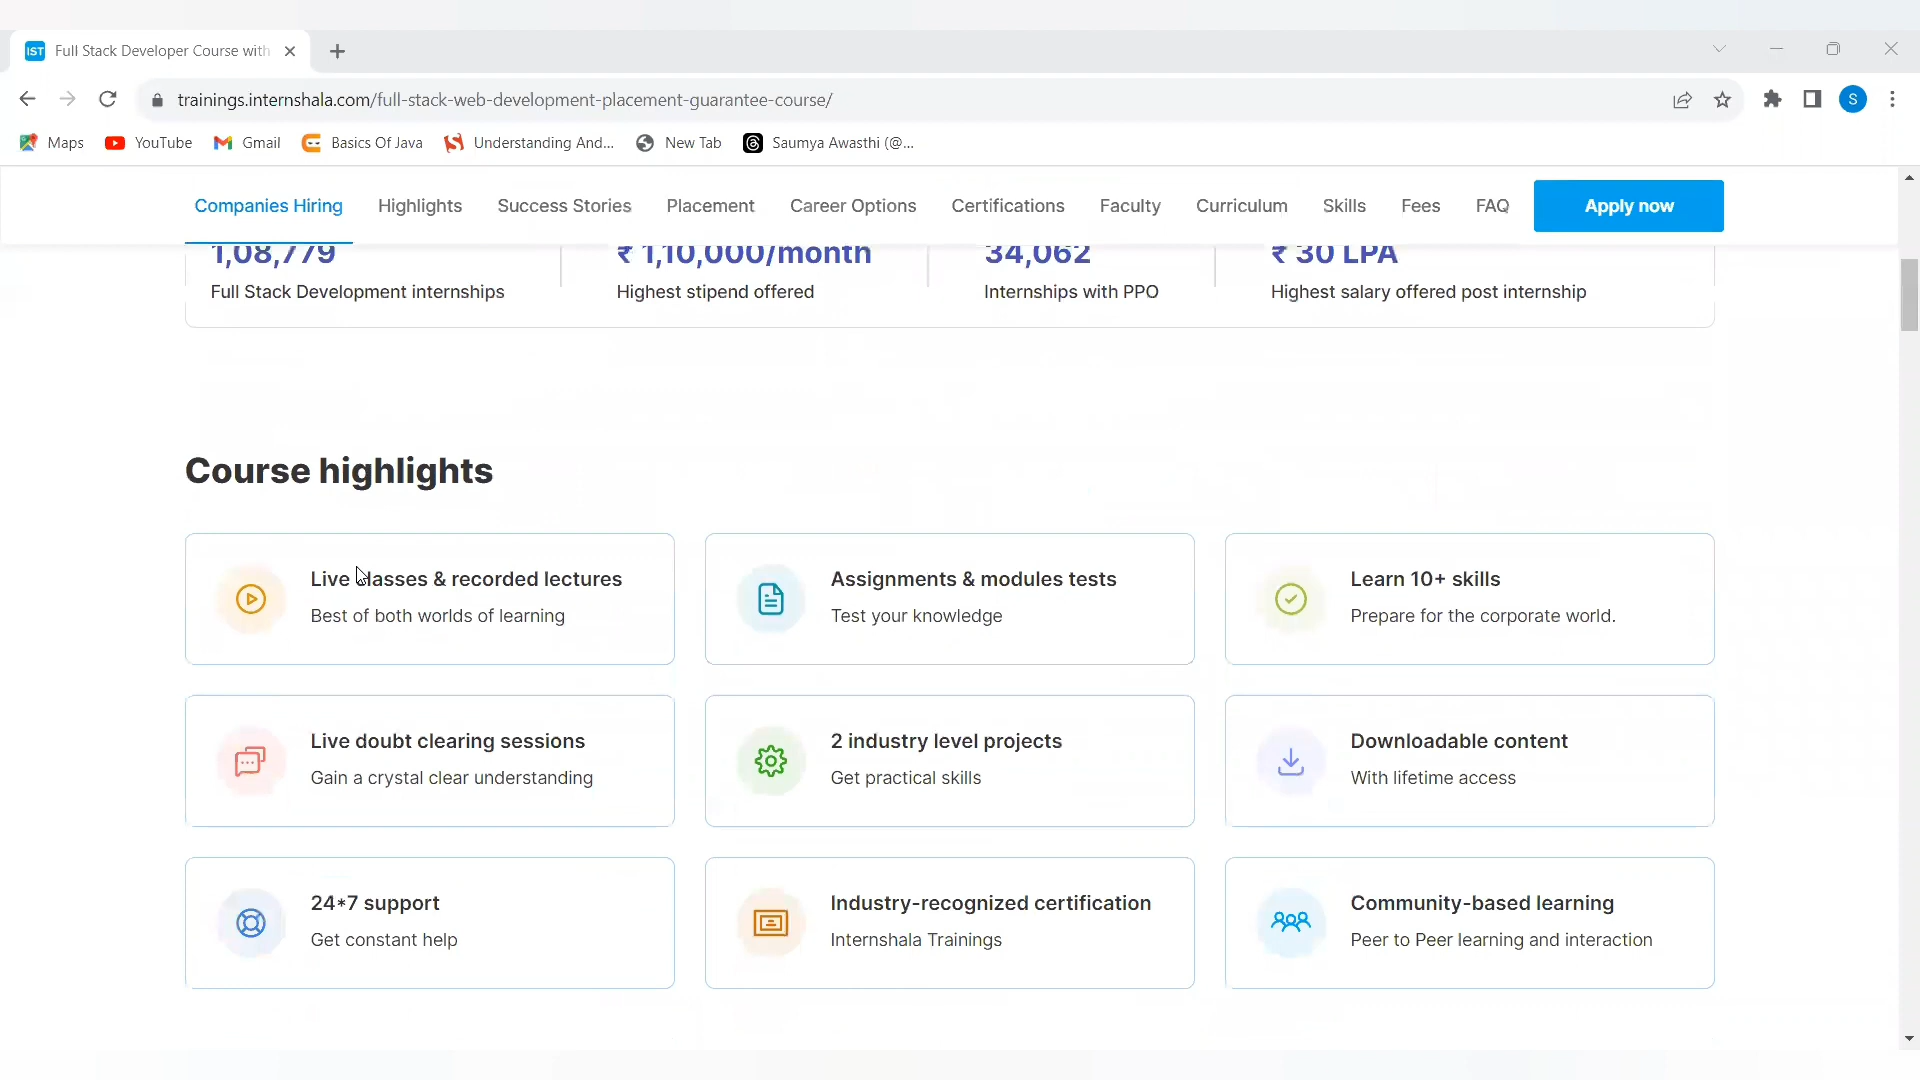 IST Full Stack Developer Course with
trainings.internshala.com/full-stack-web-development-placement-guarantee-course/
S
Maps YouTube Gmail Basics Of Java Understanding And... New Tab Saumya Awasthi (@...
Companies Hiring Highlights Success Stories Placement Career Options Certifications Faculty Curriculum Skills Fees FAQ Apply now
1,08,779 ₹ 1,10,000/month 34,062 ₹ 30 LPA
Full Stack Development internships Highest stipend offered Internships with PPO Highest salary offered post internship
Course highlights
Live classes & recorded lectures Assignments & modules tests Learn 10+ skills
Best of both worlds of learning Test your knowledge Prepare for the corporate world.
Live doubt clearing sessions 2 industry level projects Downloadable content
Gain a crystal clear understanding Get practical skills With lifetime access
24*7 support Industry-recognized certification Community-based learning
Get constant help Internshala Trainings Peer to Peer learning and interaction